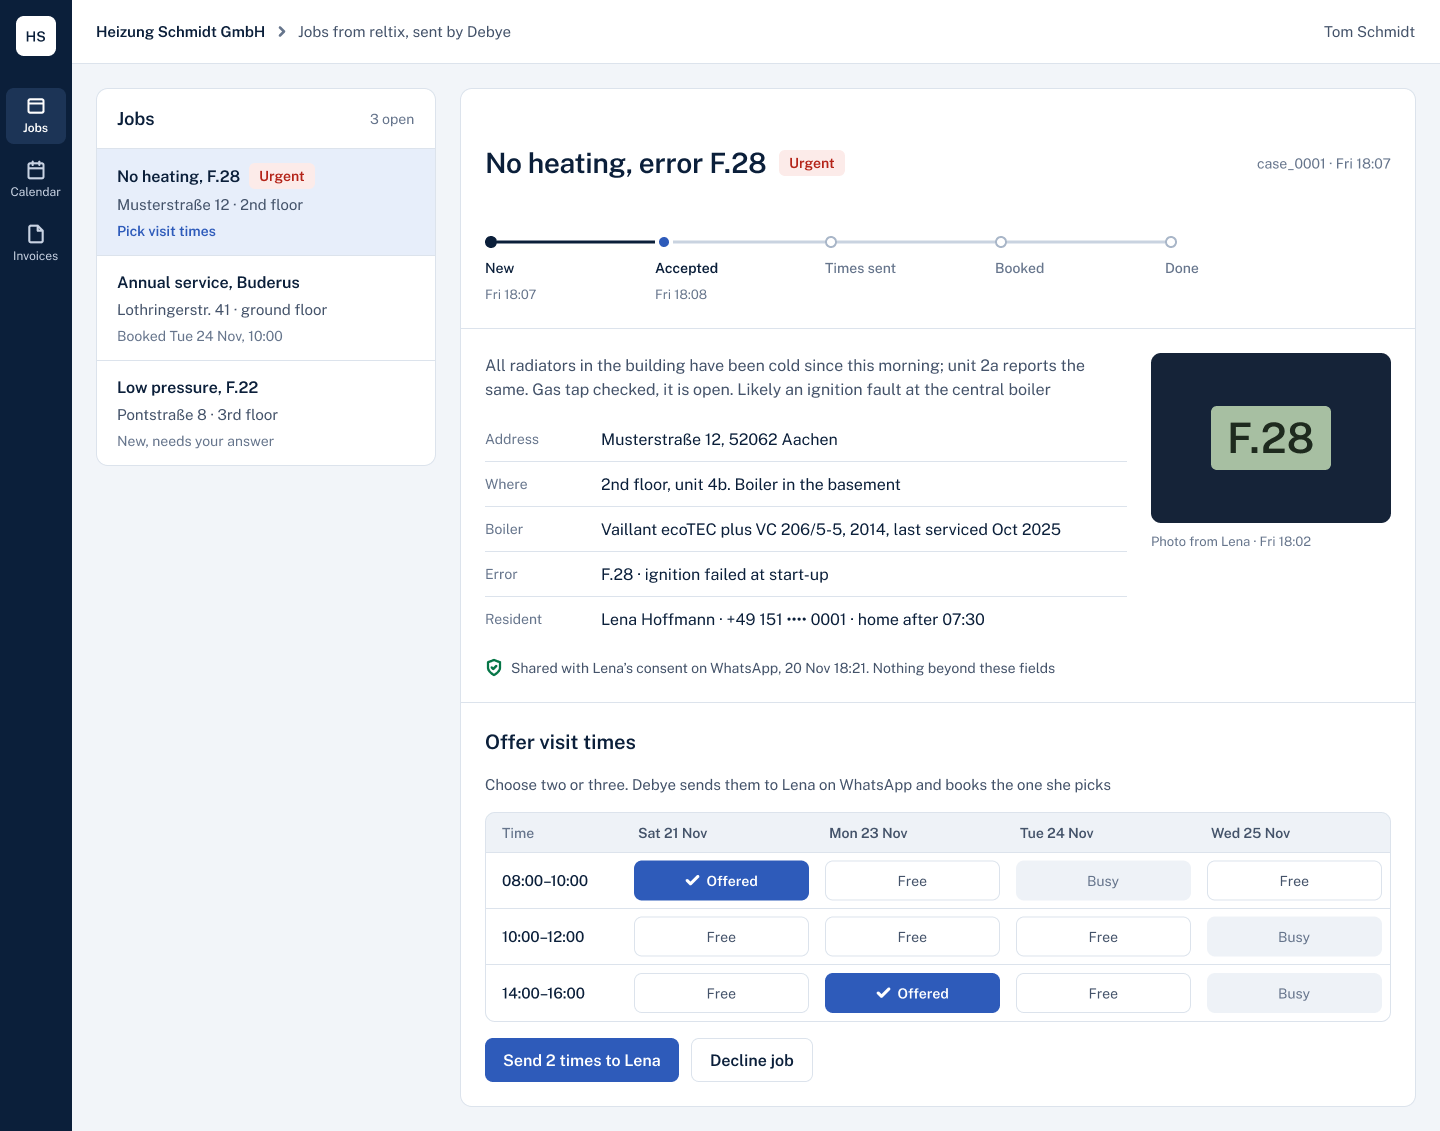 HS
Jobs
Calendar
Invoices
Heizung Schmidt GmbH > Jobs from reltix, sent by Debye
Tom Schmidt
Jobs
3 open
No heating, F.28 Urgent
Musterstraße 12 · 2nd floor
Pick visit times
Annual service, Buderus
Lothringerstr. 41 · ground floor
Booked Tue 24 Nov, 10:00
Low pressure, F.22
Pontstraße 8 · 3rd floor
New, needs your answer
No heating, error F.28 Urgent
case_0001 · Fri 18:07
New Accepted Times sent Booked Done
Fri 18:07 Fri 18:08
All radiators in the building have been cold since this morning; unit 2a reports the
same. Gas tap checked, it is open. Likely an ignition fault at the central boiler
Address Musterstraße 12, 52062 Aachen
Where 2nd floor, unit 4b. Boiler in the basement
Boiler Vaillant ecoTEC plus VC 206/5-5, 2014, last serviced Oct 2025
Error F.28 · ignition failed at start-up
Resident Lena Hoffmann · +49 151 •••• 0001 · home after 07:30
F.28
Photo from Lena · Fri 18:02
Shared with Lena’s consent on WhatsApp, 20 Nov 18:21. Nothing beyond these fields
Offer visit times
Choose two or three. Debye sends them to Lena on WhatsApp and books the one she picks
Time Sat 21 Nov Mon 23 Nov Tue 24 Nov Wed 25 Nov
08:00–10:00 Offered Free Busy Free
10:00–12:00 Free Free Free Busy
14:00–16:00 Free Offered Free Busy
Send 2 times to Lena Decline job